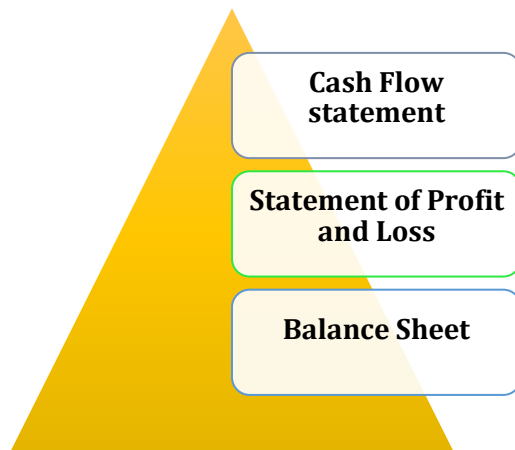 Cash Flow
statement
Statement of Profit
and Loss
Balance Sheet